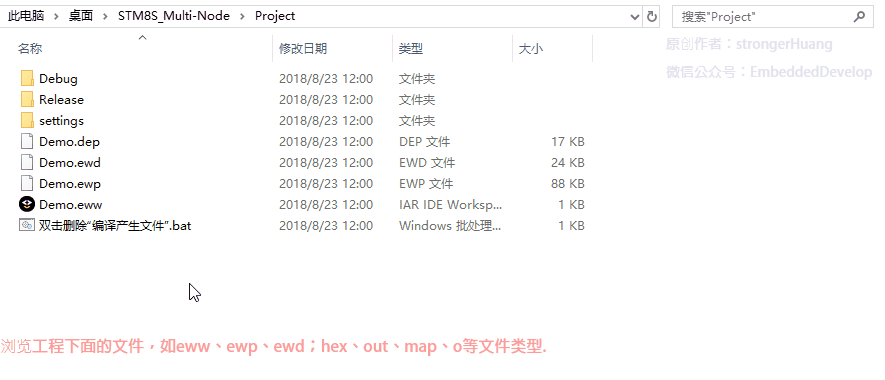 此电脑 > 桌面 > STM8S_Multi-Node > Project
搜索"Project"
原创作者：strongerHuang
微信公众号：EmbeddedDevelop
名称 修改日期 类型 大小
Debug 2018/8/23 12:00 文件夹
Release 2018/8/23 12:00 文件夹
settings 2018/8/23 12:00 文件夹
Demo.dep 2018/8/23 12:00 DEP 文件 17 KB
Demo.ewd 2018/8/23 12:00 EWD 文件 24 KB
Demo.ewp 2018/8/23 12:00 EWP 文件 88 KB
Demo.eww 2018/8/23 12:00 IAR IDE Worksp... 1 KB
双击删除“编译产生文件”.bat 2018/8/23 12:00 Windows 批处理... 1 KB
浏览工程下面的文件，如eww、ewp、ewd；hex、out、map、o等文件类型.